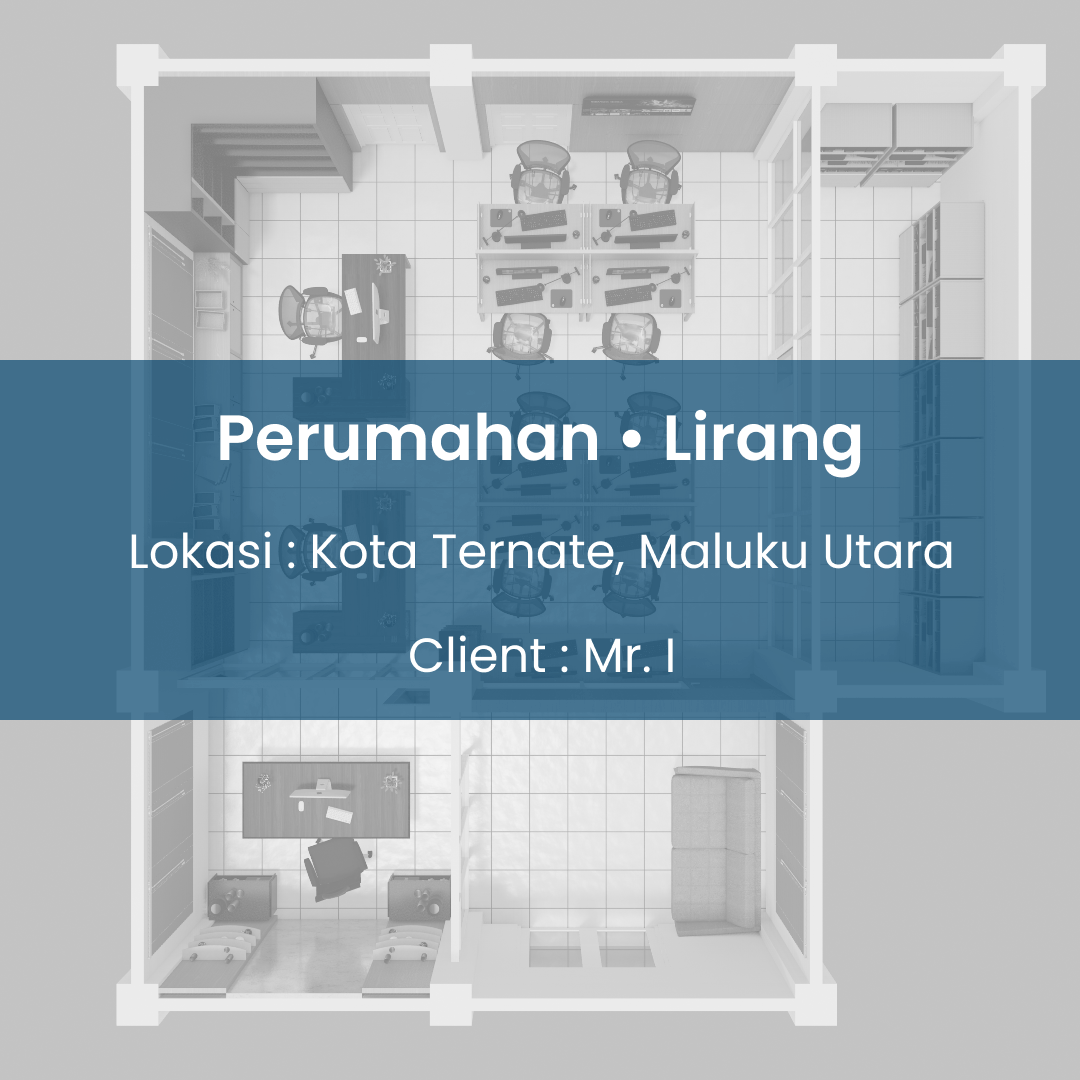 Perumahan • Lirang
Lokasi : Kota Ternate, Maluku Utara
Client : Mr. I